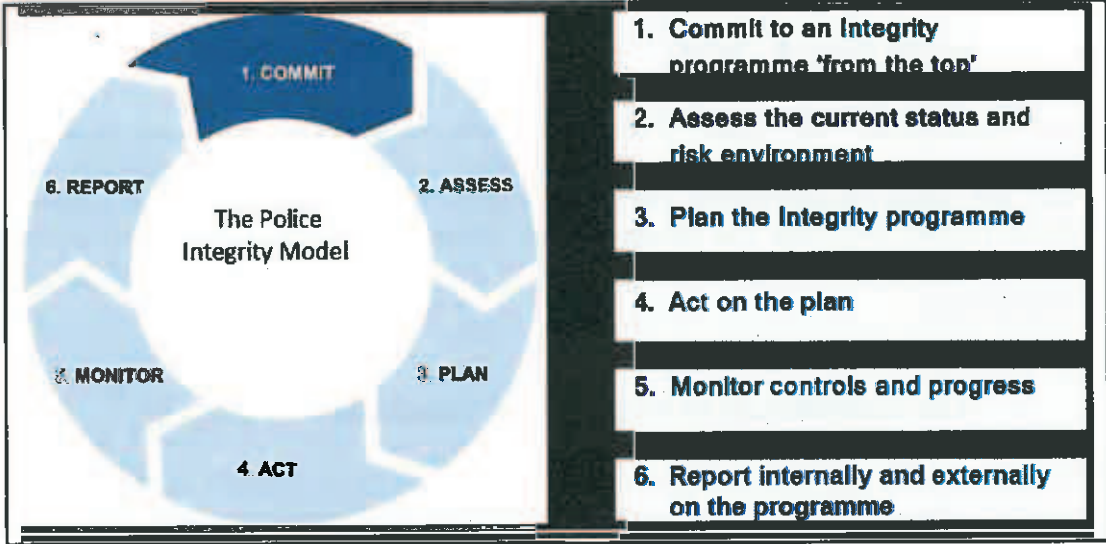 1. COMMIT
6. REPORT
2. ASSESS
The Police
Integrity Model
MONITOR
PLAN
4. ACT
1. Commit to an Integrity
programme 'from the top'
2. Assess the current status and
risk environment
3. Plan the Integrity programme
4. Act on the plan
5. Monitor controls and progress
6. Report internally and externally
on the programme